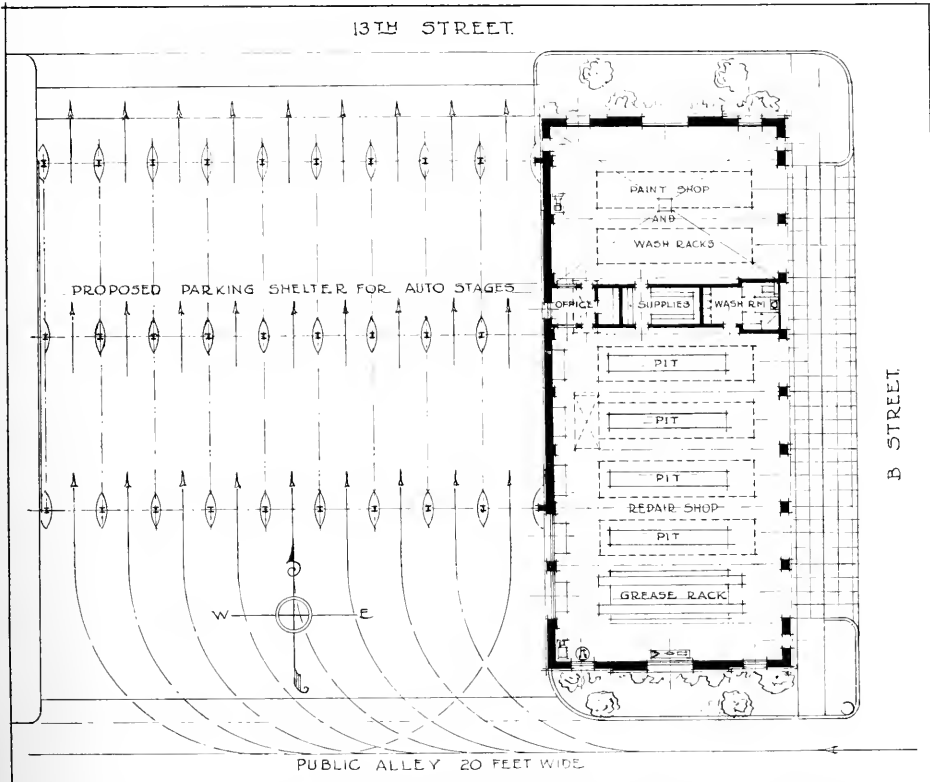 13TH STREET.
PAINT SHOP
AND
WASH RACKS
PROPOSED PARKING SHELTER FOR AUTO STAGES
OFFICE
SUPPLIES
WASH RM.
PIT
PIT
PIT
REPAIR SHOP
PIT
GREASE RACK
B STREET.
W
E
PUBLIC ALLEY 20 FEET WIDE